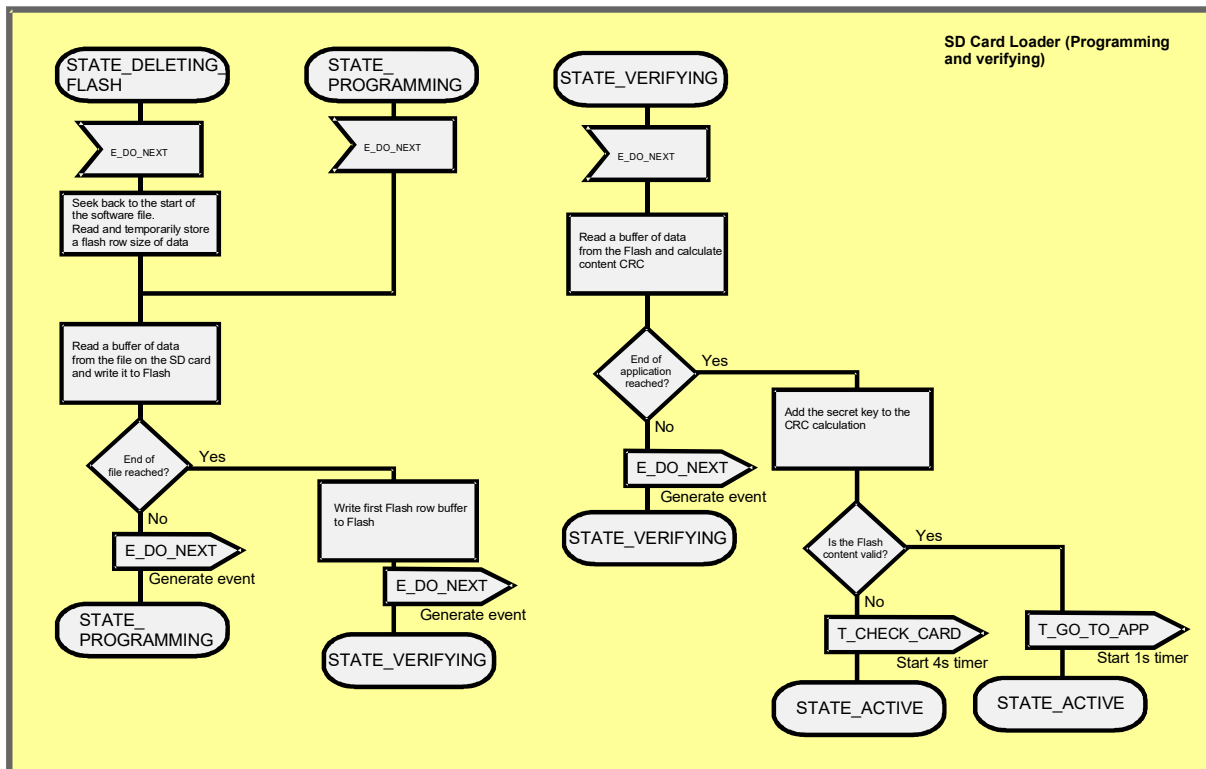 SD Card Loader (Programming
and verifying)
STATE_DELETING_
FLASH
E_DO_NEXT
Seek back to the start of
the software file.
Read and temporarily store
a flash row size of data
STATE_
PROGRAMMING
E_DO_NEXT
Read a buffer of data
from the file on the SD card
and write it to Flash
End of
file reached?
Yes
No
E_DO_NEXT
Generate event
STATE_
PROGRAMMING
Write first Flash row buffer
to Flash
E_DO_NEXT
Generate event
STATE_VERIFYING
STATE_VERIFYING
E_DO_NEXT
Read a buffer of data
from the Flash and calculate
content CRC
End of
application
reached?
Yes
No
E_DO_NEXT
Generate event
STATE_VERIFYING
Add the secret key to the
CRC calculation
Is the Flash
content valid?
Yes
No
T_CHECK_CARD
Start 4s timer
STATE_ACTIVE
T_GO_TO_APP
Start 1s timer
STATE_ACTIVE